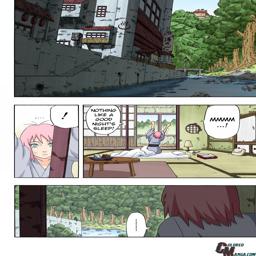 MMMM
...!
NOTHING
LIKE A
GOOD
NIGHT'S
SLEEP!
!
......
COLORED
MANGA.COM